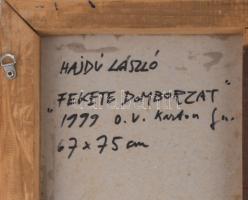 HAJDÚ LÁSZLÓ
"FEKETE DOMBORZAT"
1999 O.V. Karton
67 x 75 cm